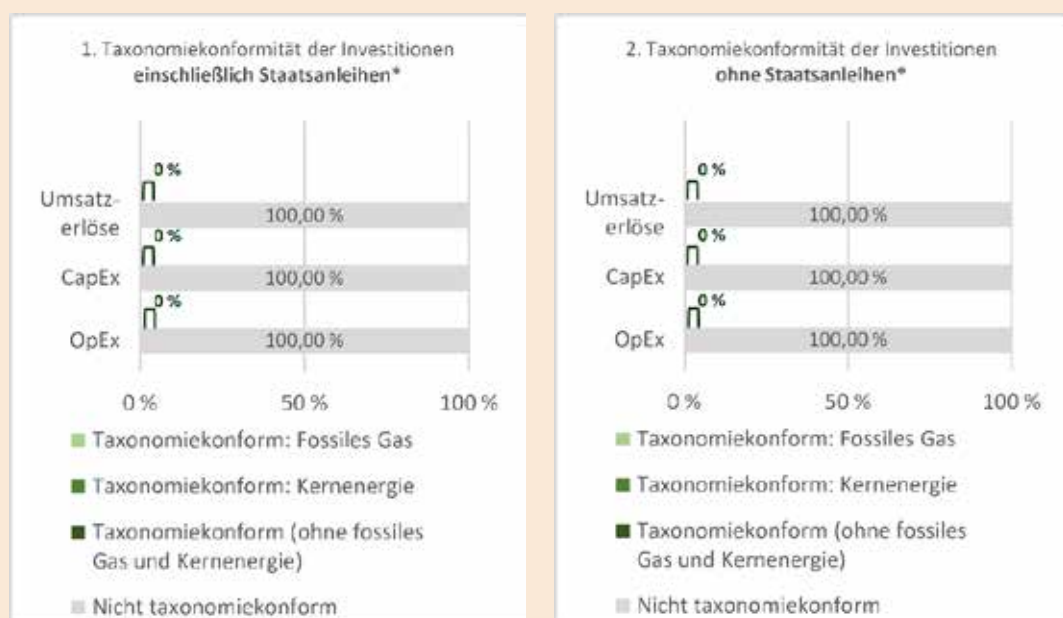 1. Taxonomiekonformität der Investitionen
einschließlich Staatsanleihen*
0 %
Umsatz-
erlöse
100,00 %
0 %
CapEx
100,00 %
0 %
OpEx
100,00 %
0 %
50 %
100 %
Taxonomiekonform: Fossiles Gas
Taxonomiekonform: Kernenergie
Taxonomiekonform (ohne fossiles
Gas und Kernenergie)
Nicht taxonomiekonform
2. Taxonomiekonformität der Investitionen
ohne Staatsanleihen*
0 %
Umsatz-
erlöse
100,00 %
0 %
CapEx
100,00 %
0 %
OpEx
100,00 %
0 %
50 %
100 %
Taxonomiekonform: Fossiles Gas
Taxonomiekonform: Kernenergie
Taxonomiekonform (ohne fossiles
Gas und Kernenergie)
Nicht taxonomiekonform